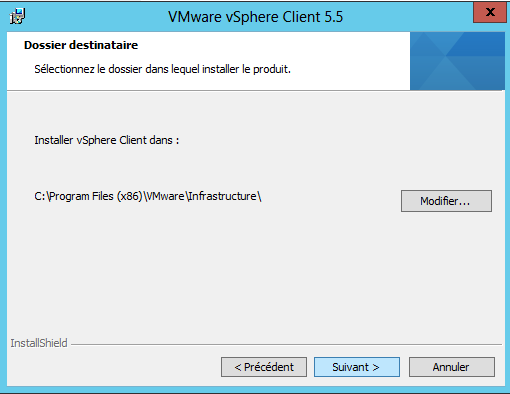 VMware vSphere Client 5.5
x
Dossier destinataire
Sélectionnez le dossier dans lequel installer le produit.
Installer vSphere Client dans :
C:\Program Files (x86)\VMware\Infrastructure\
Modifier...
InstallShield
< Précédent
Suivant >
Annuler